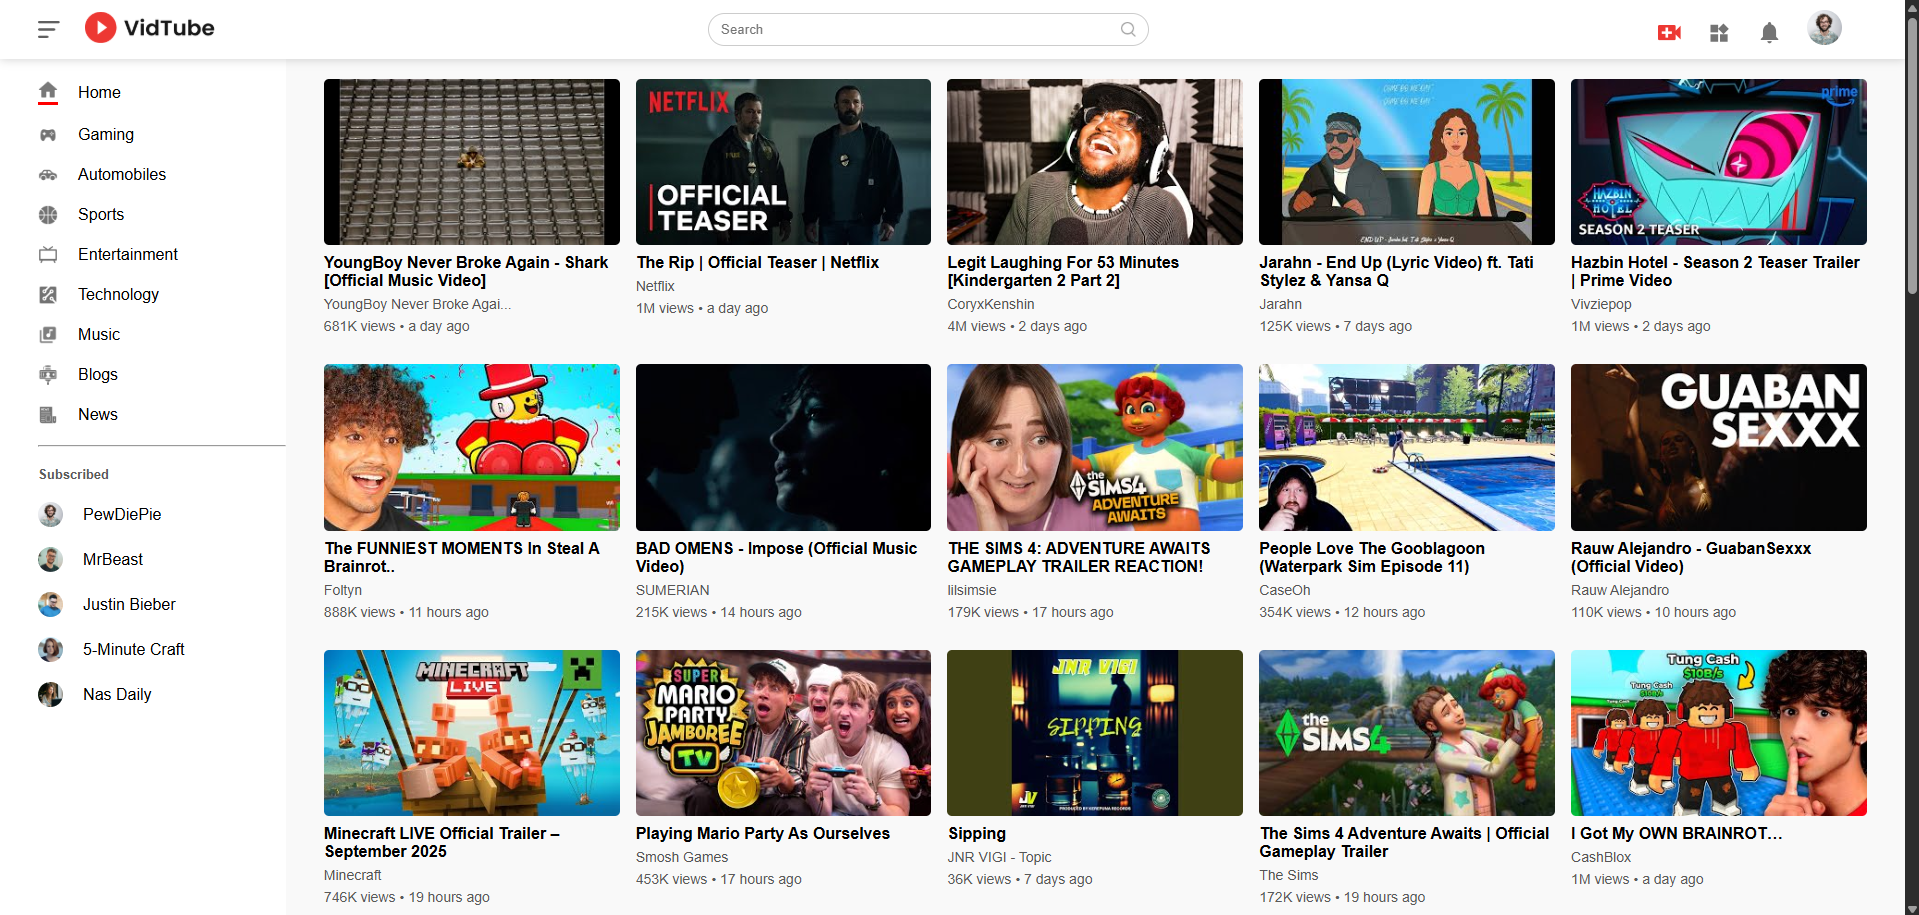 VidTube
Search
Home
Gaming
Automobiles
Sports
Entertainment
Technology
Music
Blogs
News
Subscribed
PewDiePie
MrBeast
Justin Bieber
5-Minute Craft
Nas Daily
NETFLIX
OFFICIAL
TEASER
prime
HAZBIN
HOTEL
SEASON 2 TEASER
YoungBoy Never Broke Again - Shark
[Official Music Video]
YoungBoy Never Broke Agai...
681K views • a day ago
The Rip | Official Teaser | Netflix
Netflix
1M views • a day ago
Legit Laughing For 53 Minutes
[Kindergarten 2 Part 2]
CoryxKenshin
4M views • 2 days ago
Jarahn - End Up (Lyric Video) ft. Tati
Stylez & Yansa Q
Jarahn
125K views • 7 days ago
Hazbin Hotel - Season 2 Teaser Trailer
| Prime Video
Vivziepop
1M views • 2 days ago
R
the
SIMS4
ADVENTURE
AWAITS
GUABAN
SEXXX
The FUNNIEST MOMENTS In Steal A
Brainrot..
Foltyn
888K views • 11 hours ago
BAD OMENS - Impose (Official Music
Video)
SUMERIAN
215K views • 14 hours ago
THE SIMS 4: ADVENTURE AWAITS
GAMEPLAY TRAILER REACTION!
lilsimsie
179K views • 17 hours ago
People Love The Gooblagoon
(Waterpark Sim Episode 11)
CaseOh
354K views • 12 hours ago
Rauw Alejandro - GuabanSexxx
(Official Video)
Rauw Alejandro
110K views • 10 hours ago
MINECRAFT
LIVE
SUPER
MARIO
PARTY
JAMBOREE
TV
JNR VIGI
SIPPING
JV
the
SIMS4
Tung Cash
$10B/s
Tung Cash
$10B/s
Minecraft LIVE Official Trailer –
September 2025
Minecraft
746K views • 19 hours ago
Playing Mario Party As Ourselves
Smosh Games
453K views • 17 hours ago
Sipping
JNR VIGI - Topic
36K views • 7 days ago
The Sims 4 Adventure Awaits | Official
Gameplay Trailer
The Sims
172K views • 19 hours ago
I Got My OWN BRAINROT…
CashBlox
1M views • a day ago